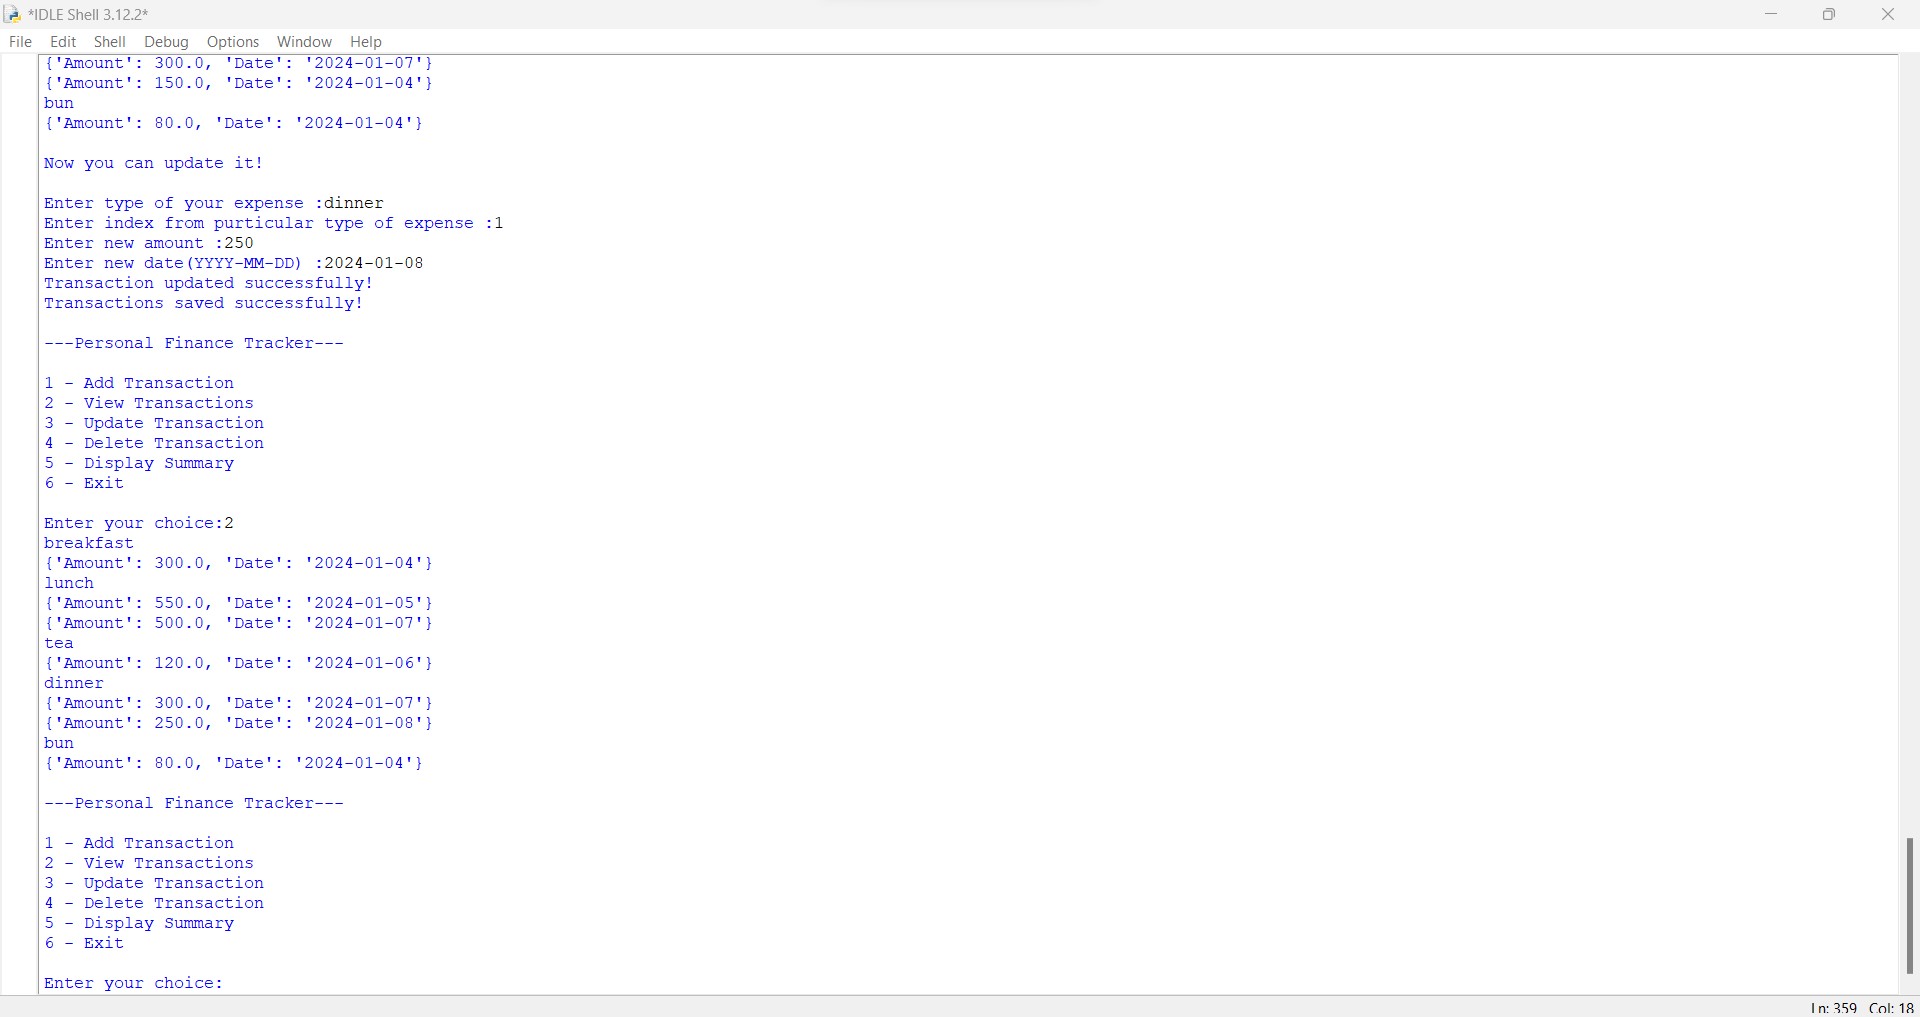 *IDLE Shell 3.12.2*
File Edit Shell Debug Options Window Help
{'Amount': 300.0, 'Date': '2024-01-07'}
{'Amount': 150.0, 'Date': '2024-01-04'}
bun
{'Amount': 80.0, 'Date': '2024-01-04'}
Now you can update it!
Enter type of your expense :dinner
Enter index from purticular type of expense :1
Enter new amount :250
Enter new date(YYYY-MM-DD) :2024-01-08
Transaction updated successfully!
Transactions saved successfully!
---Personal Finance Tracker---
1 - Add Transaction
2 - View Transactions
3 - Update Transaction
4 - Delete Transaction
5 - Display Summary
6 - Exit
Enter your choice:2
breakfast
{'Amount': 300.0, 'Date': '2024-01-04'}
lunch
{'Amount': 550.0, 'Date': '2024-01-05'}
{'Amount': 500.0, 'Date': '2024-01-07'}
tea
{'Amount': 120.0, 'Date': '2024-01-06'}
dinner
{'Amount': 300.0, 'Date': '2024-01-07'}
{'Amount': 250.0, 'Date': '2024-01-08'}
bun
{'Amount': 80.0, 'Date': '2024-01-04'}
---Personal Finance Tracker---
1 - Add Transaction
2 - View Transactions
3 - Update Transaction
4 - Delete Transaction
5 - Display Summary
6 - Exit
Enter your choice:
Ln: 359 Col: 18